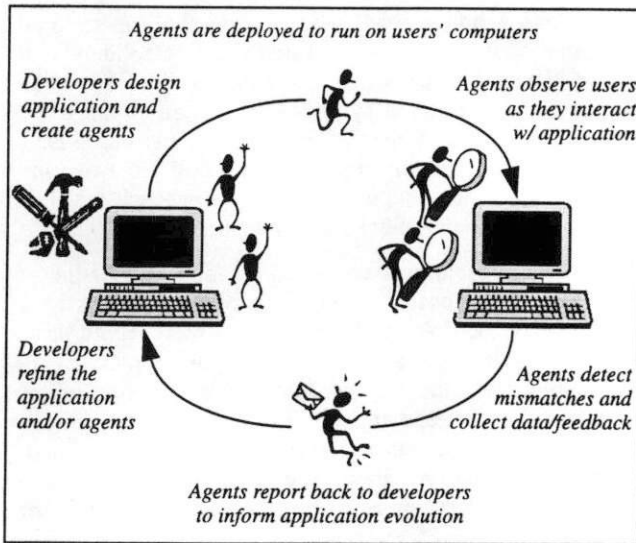 Agents are deployed to run on users' computers
Developers design
application and
create agents
Agents observe users
as they interact
w/ application
Developers
refine the
application
and/or agents
Agents detect
mismatches and
collect data/feedback
Agents report back to developers
to inform application evolution